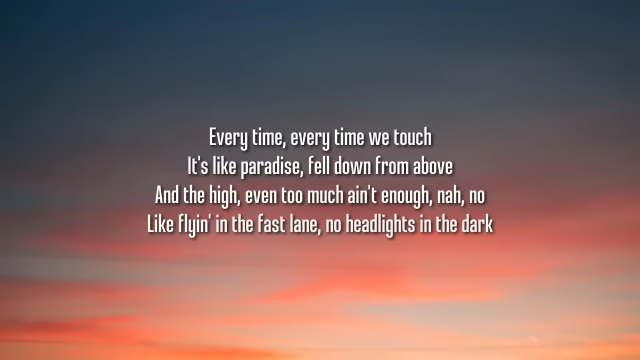 Every time, every time we touch
It's like paradise, fell down from above
And the high, even too much ain't enough, nah, no
Like flyin' in the fast lane, no headlights in the dark